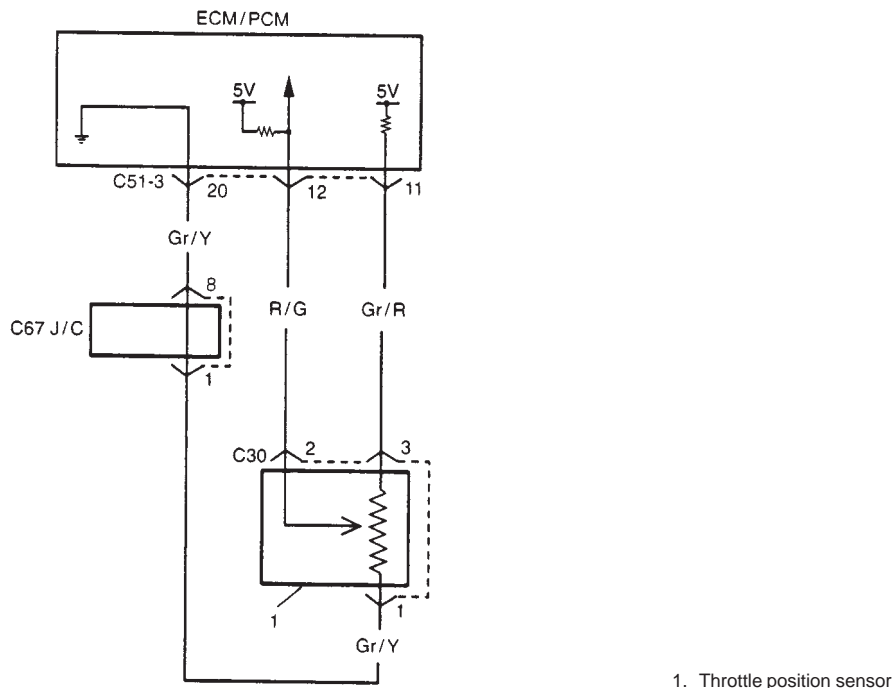 ECM/PCM
5V
5V
C51-3
20
12
11
Gr/Y
8
R/G
Gr/R
C67 J/C
1
C30
2
3
1
1
Gr/Y
1. Throttle position sensor